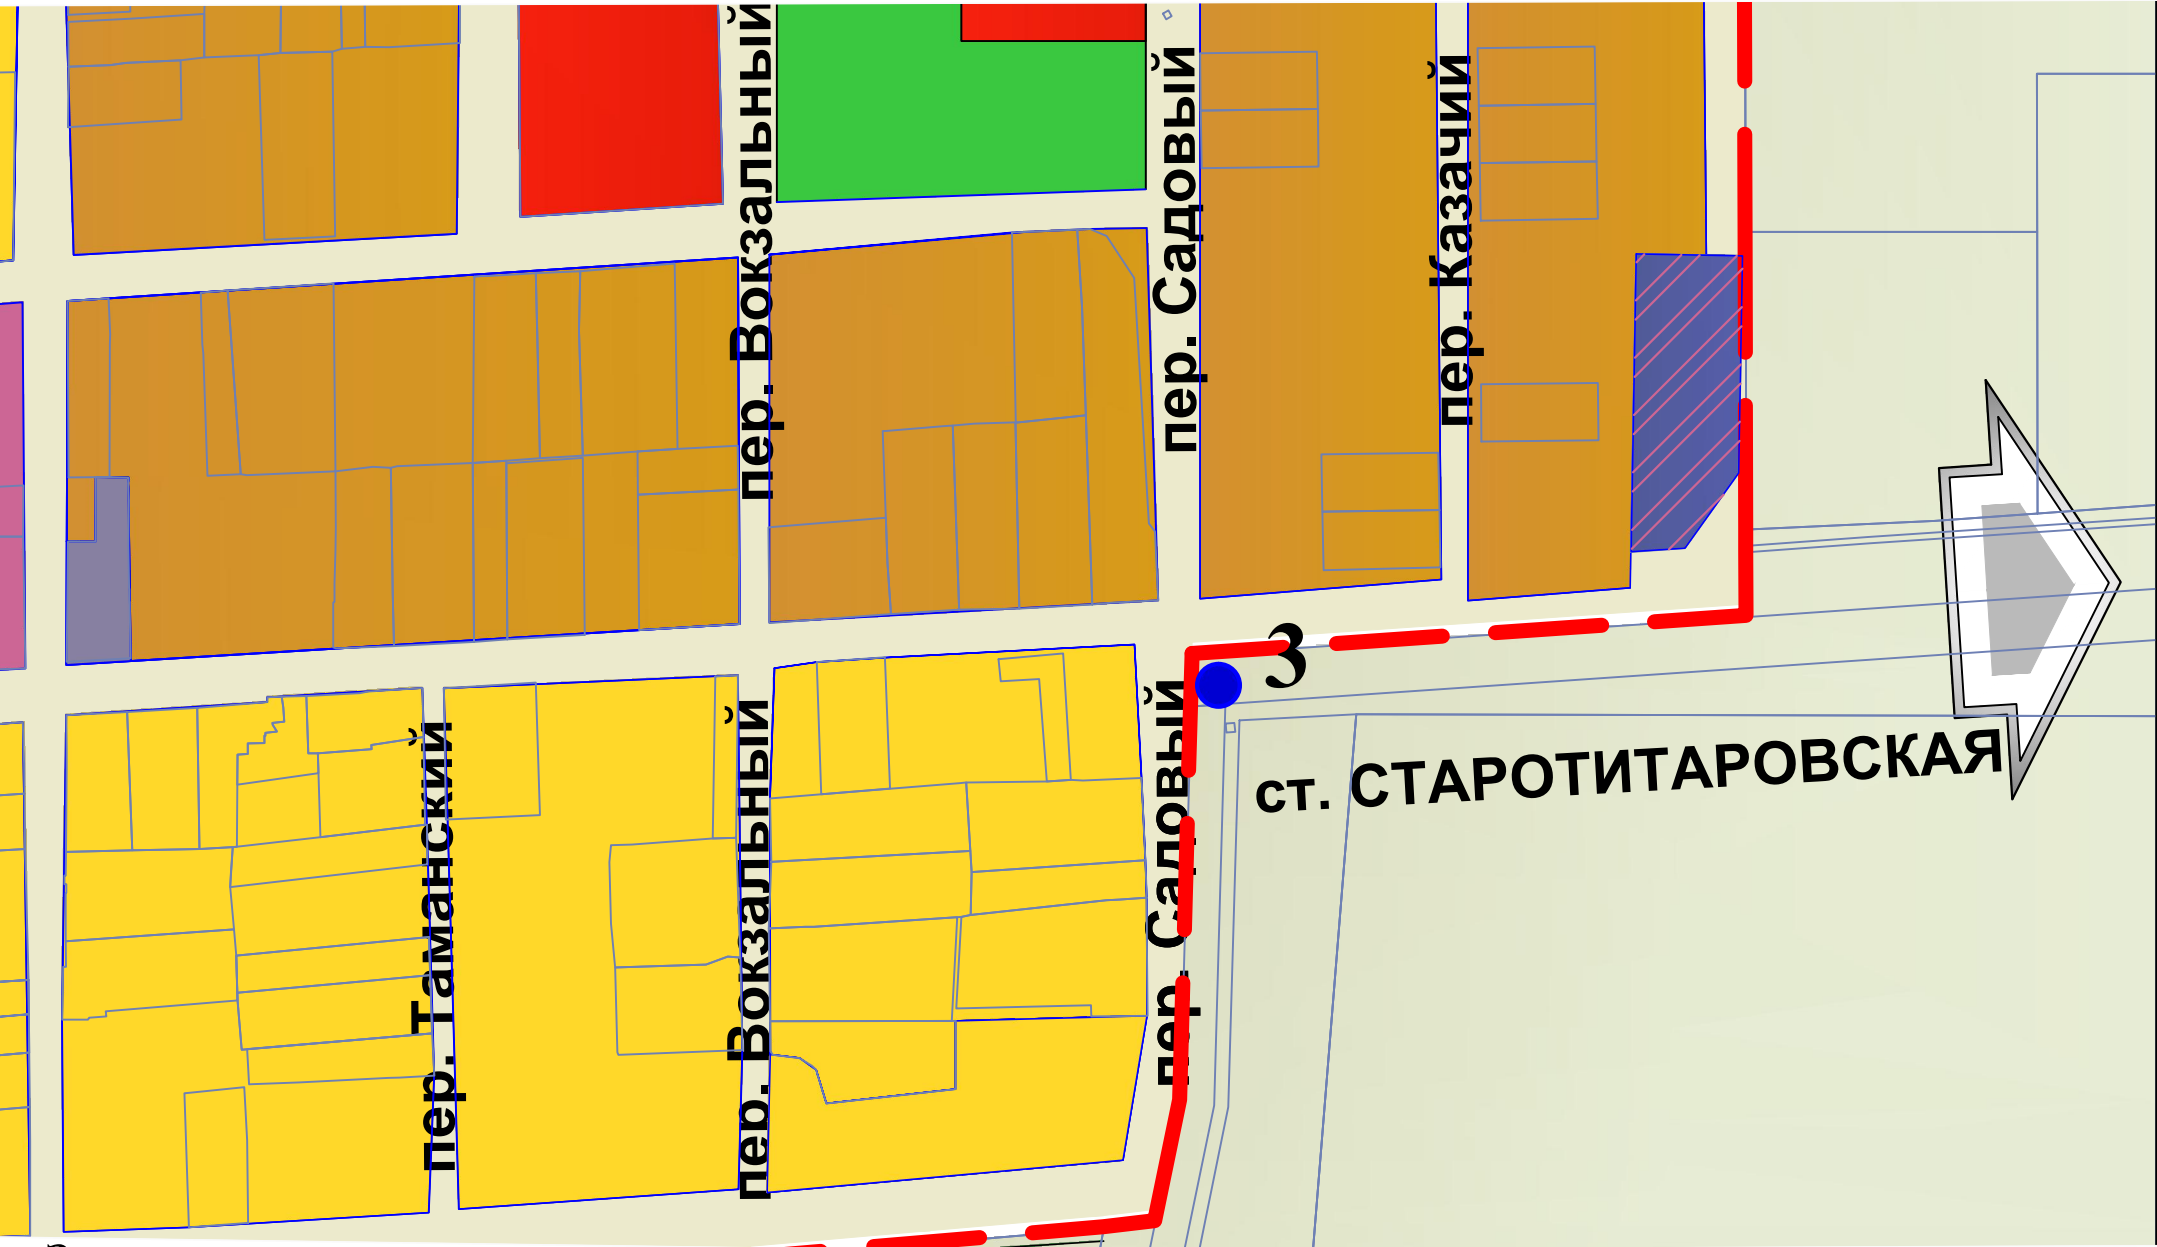 пер. Вокзальный
пер. Садовый
пер. Казачий
3
ст. СТАРОТИТАРОВСКАЯ
пер. Таманский
пер. Вокзальный
пер. Садовый